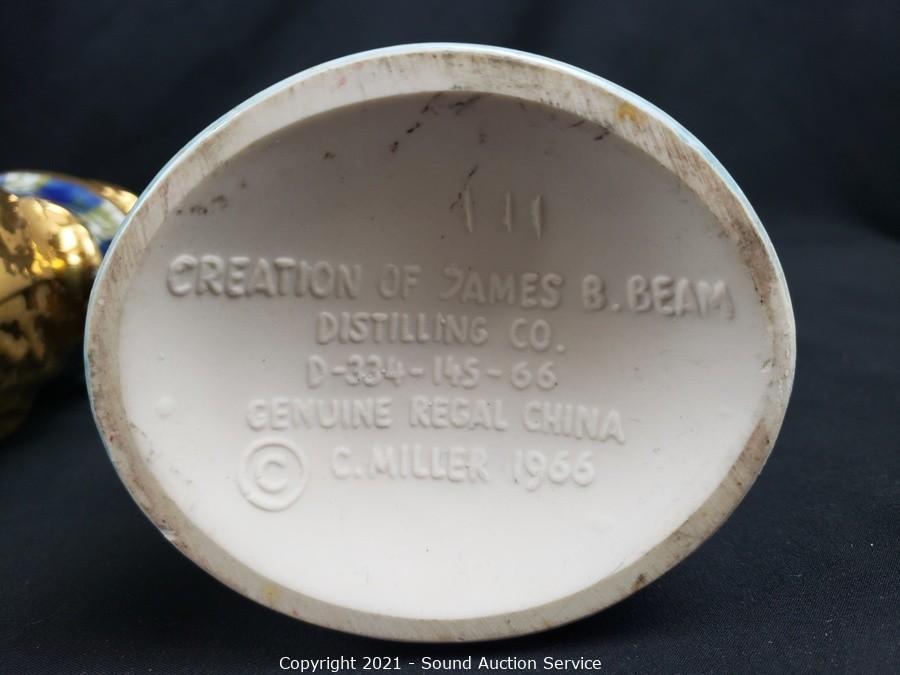 111
CREATION OF JAMES B. BEAM
DISTILLING CO.
D-334-145-66
GENUINE REGAL CHINA
© C. MILLER 1966
Copyright 2021 - Sound Auction Service